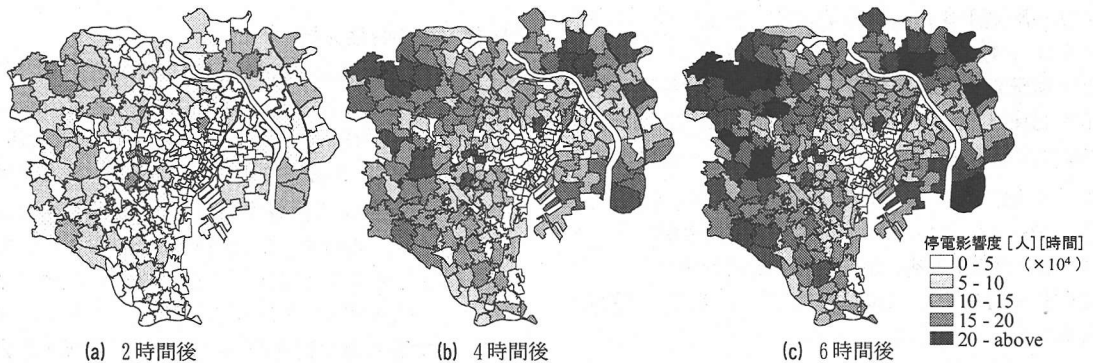 停電影響度 [人][時間]
0 - 5 (×10⁴)
5 - 10
10 - 15
15 - 20
20 - above
(a) 2時間後
(b) 4時間後
(c) 6時間後